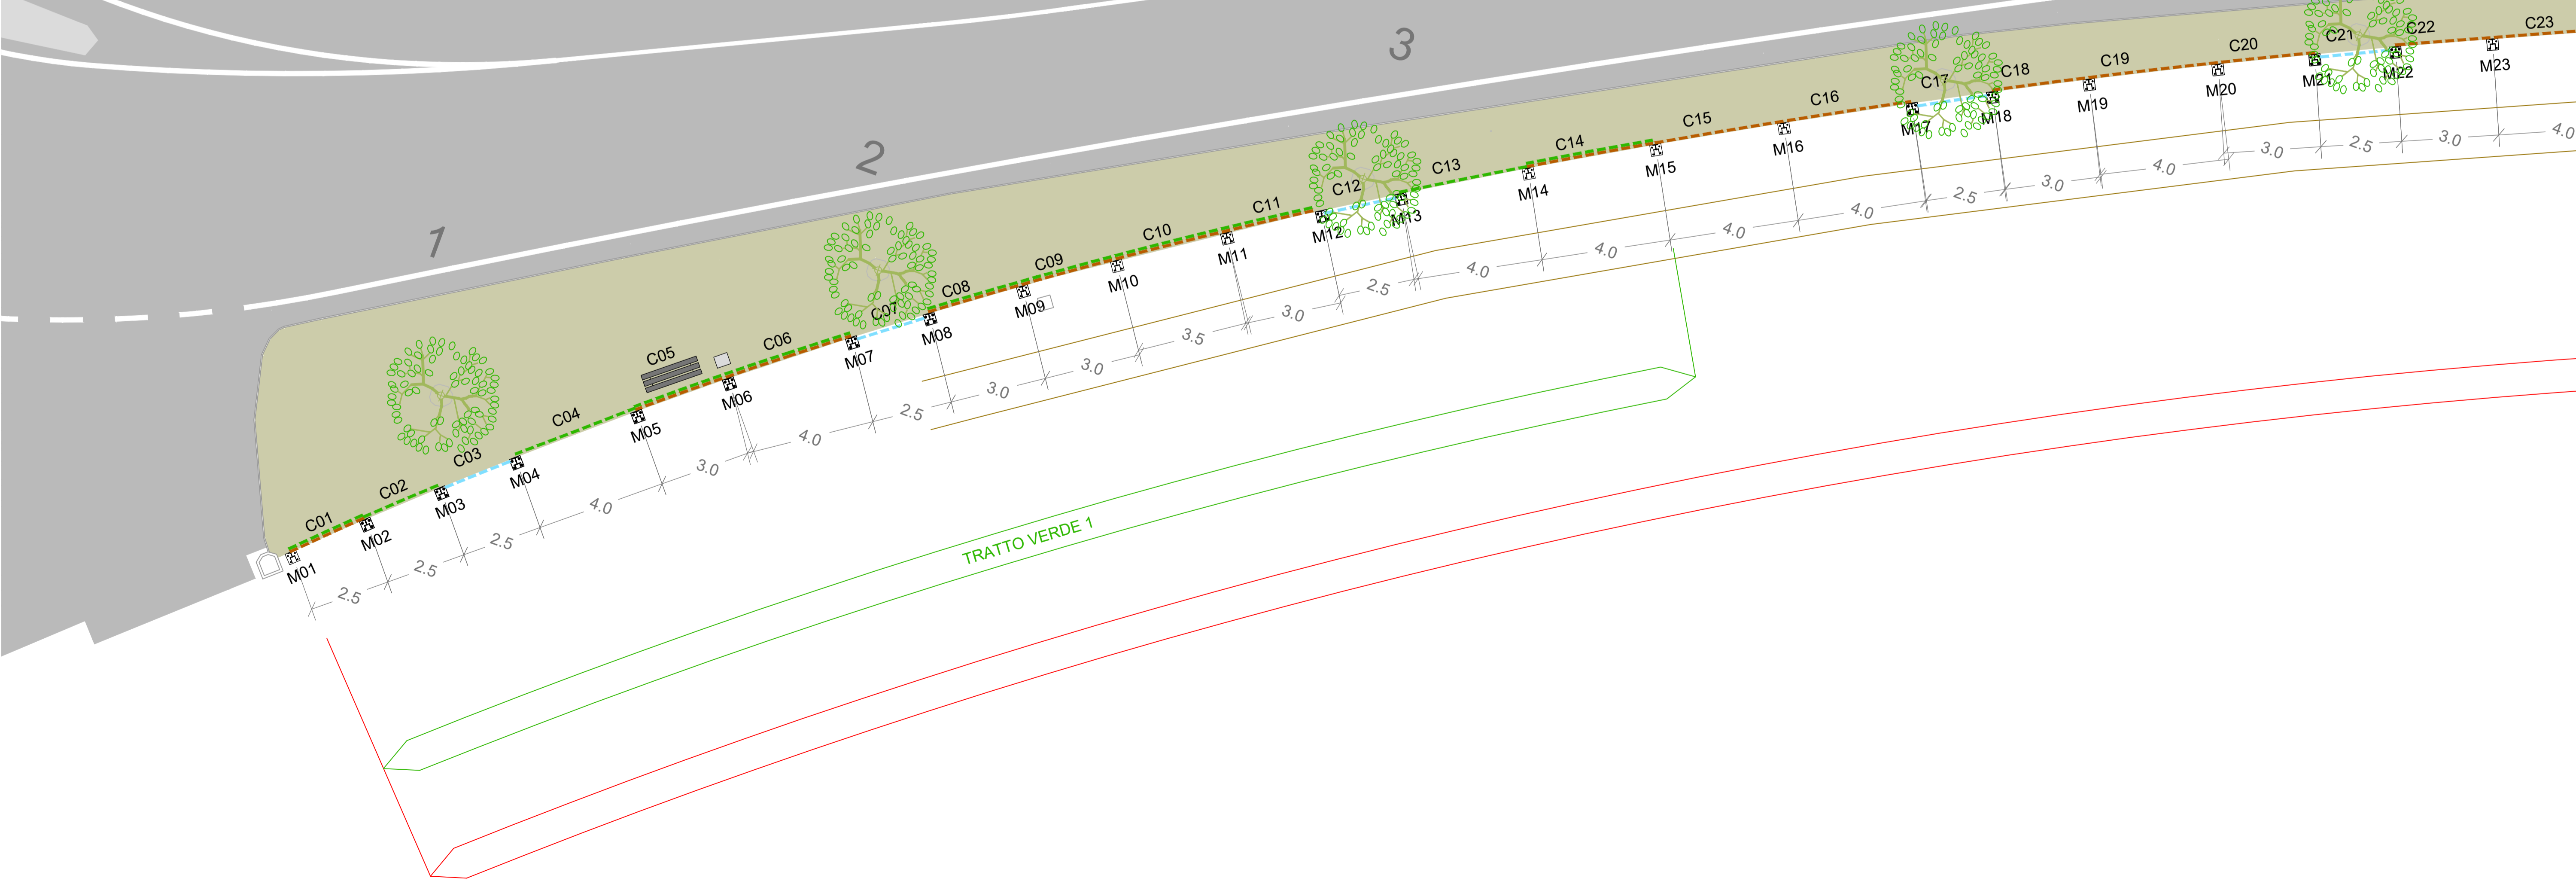 1
2
3
C01
C02
C03
C04
C05
C06
C07
C08
C09
C10
C11
C12
C13
C14
C15
C16
C17
C18
C19
C20
C21
C22
C23
M01
M02
M03
M04
M05
M06
M07
M08
M09
M10
M11
M12
M13
M14
M15
M16
M17
M18
M19
M20
M21
M22
M23
2.5
2.5
2.5
4.0
3.0
4.0
2.5
3.0
3.0
3.5
3.0
2.5
4.0
4.0
4.0
4.0
2.5
3.0
4.0
3.0
2.5
3.0
4.0
TRATTO VERDE 1